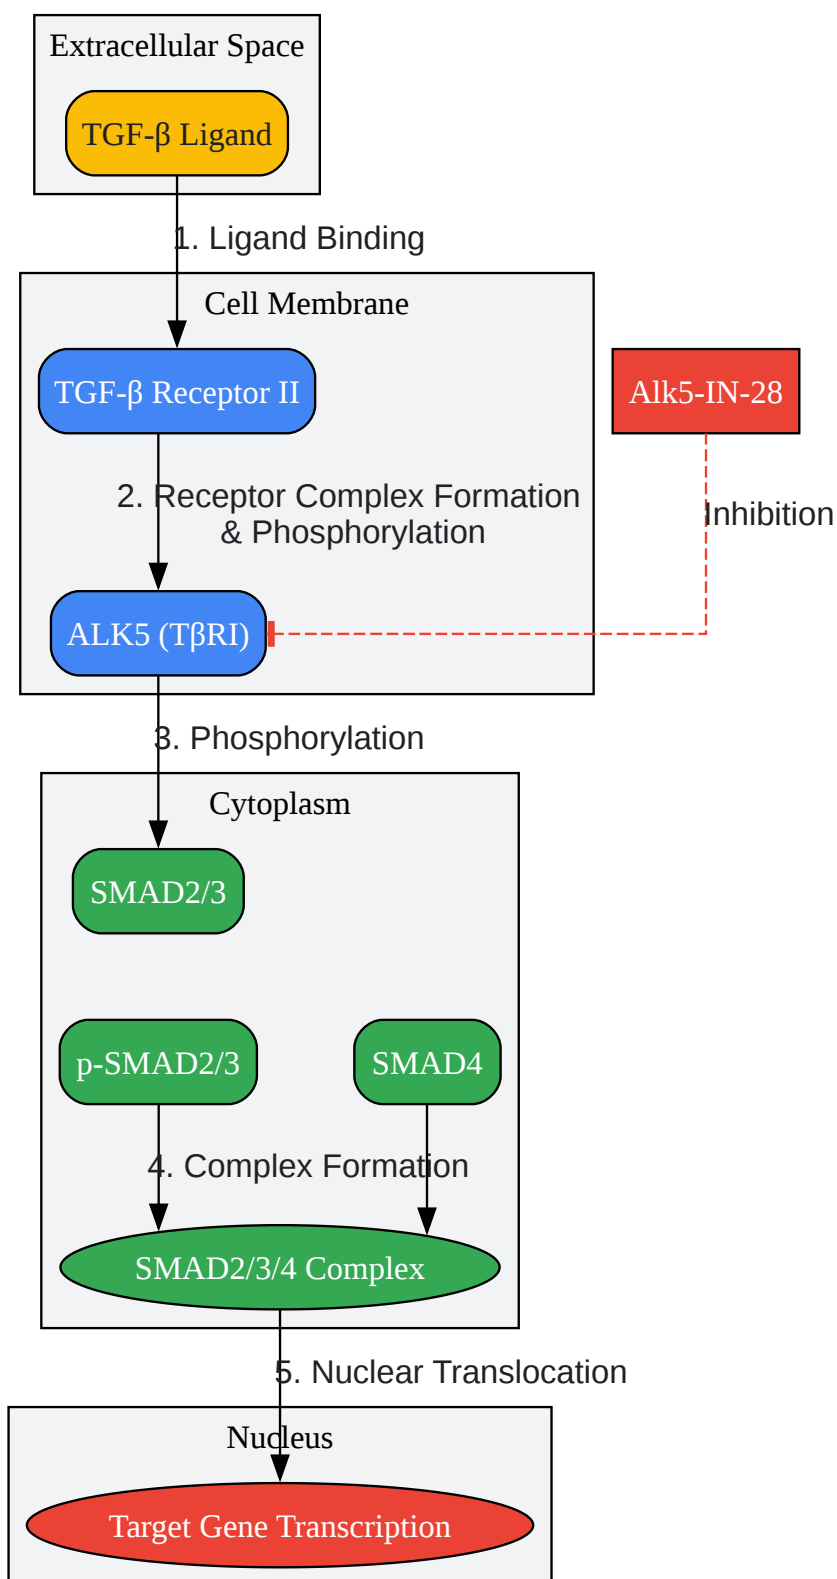 Extracellular Space
TGF-β Ligand
1. Ligand Binding
Cell Membrane
TGF-β Receptor II
Alk5-IN-28
2. Receptor Complex Formation
& Phosphorylation
Inhibition
ALK5 (TβRI)
3. Phosphorylation
Cytoplasm
SMAD2/3
p-SMAD2/3
SMAD4
4. Complex Formation
SMAD2/3/4 Complex
5. Nuclear Translocation
Nucleus
Target Gene Transcription